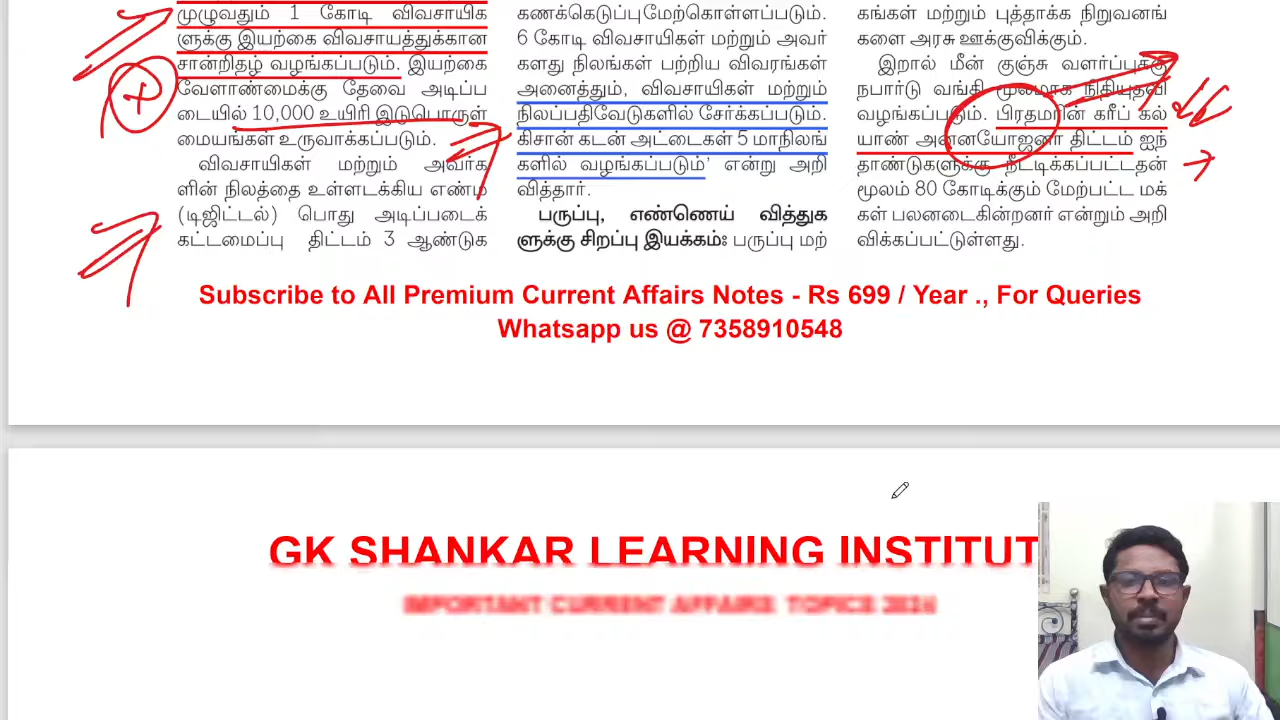 முழுவதும் 1 கோடி விவசாயிக
ளுக்கு இயற்கை விவசாயத்துக்கான
சான்றிதழ் வழங்கப்படும். இயற்கை
வேளாண்மைக்கு தேவை அடிப்ப
டையில் 10,000 உயிரி இடுபொருள்
மையங்கள் உருவாக்கப்படும்.
விவசாயிகள் மற்றும் அவர்க
ளின் நிலத்தை உள்ளடக்கிய எண்ம
(டிஜிட்டல்) பொது அடிப்படைக்
கட்டமைப்பு திட்டம் 3 ஆண்டுக
கணக்கெடுப்பு மேற்கொள்ளப்படும்.
6 கோடி விவசாயிகள் மற்றும் அவர்
களது நிலங்கள் பற்றிய விவரங்கள்
அனைத்தும், விவசாயிகள் மற்றும்
நிலப்பதிவேடுகளில் சேர்க்கப்படும்.
கிசான் கடன் அட்டைகள் 5 மாநிலங்
களில் வழங்கப்படும்' என்று அறி
வித்தார்.
பருப்பு, எண்ணெய் வித்துக
ளுக்கு சிறப்பு இயக்கம்: பருப்பு மற்
கங்கள் மற்றும் புத்தாக்க நிறுவனங்
களை அரசு ஊக்குவிக்கும்.
இறால் மீன் குஞ்சு வளர்ப்புக்கு
நபார்டு வங்கி மூலமாக நிதியுதவி
வழங்கப்படும். பிரதமரின் கரீப் கல்
யாண் அன்னயோஜனா திட்டம் ஐந்
தாண்டுகளுக்கு நீட்டிக்கப்பட்டதன்
மூலம் 80 கோடிக்கும் மேற்பட்ட மக்
கள் பலனடைகின்றனர் என்றும் அறி
விக்கப்பட்டுள்ளது.
Subscribe to All Premium Current Affairs Notes - Rs 699 / Year ., For Queries
Whatsapp us @ 7358910548
GK SHANKAR LEARNING INSTITUT
IMPORTANT CURRENT AFFAIRS TOPICS 2024